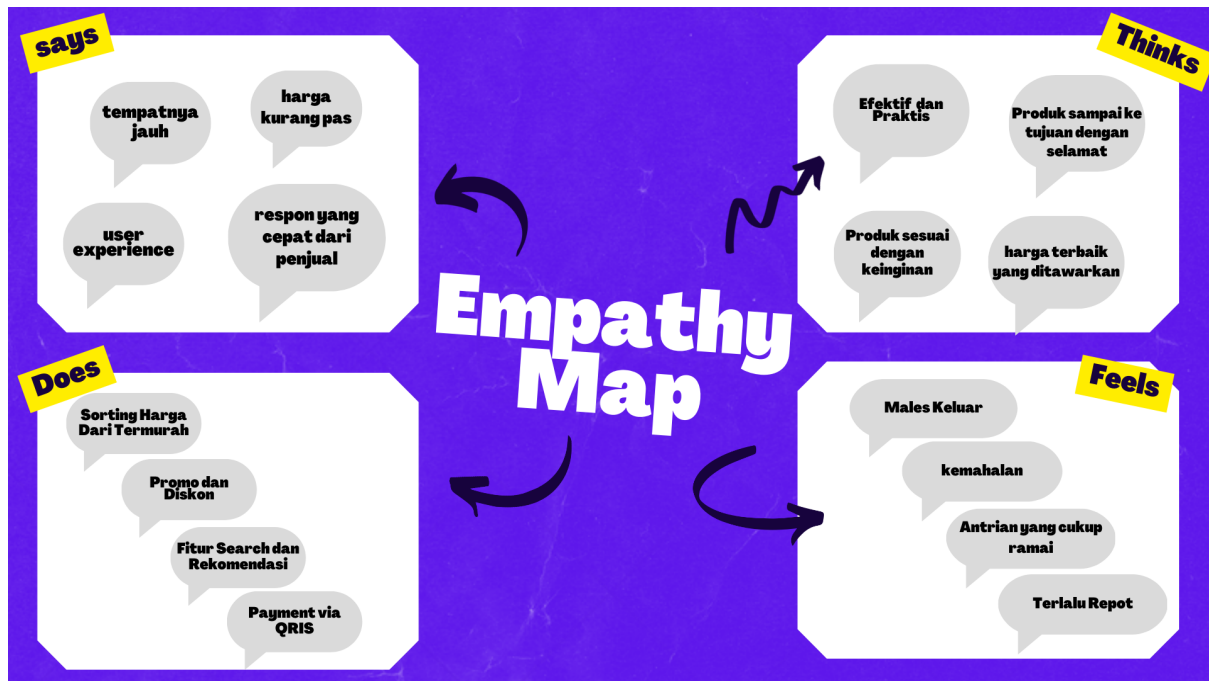 says
tempatnya
jauh
harga
kurang pas
user
experience
respon yang
cepat dari
penjual
Thinks
Efektif dan
Praktis
Produk sampai ke
tujuan dengan
selamat
Produk sesuai
dengan
keinginan
harga terbaik
yang ditawarkan
Empathy
Map
Does
Sorting Harga
Dari Termurah
Promo dan
Diskon
Fitur Search dan
Rekomendasi
Payment via
QRIS
Feels
Males Keluar
kemahalan
Antrian yang cukup
ramai
Terlalu Repot